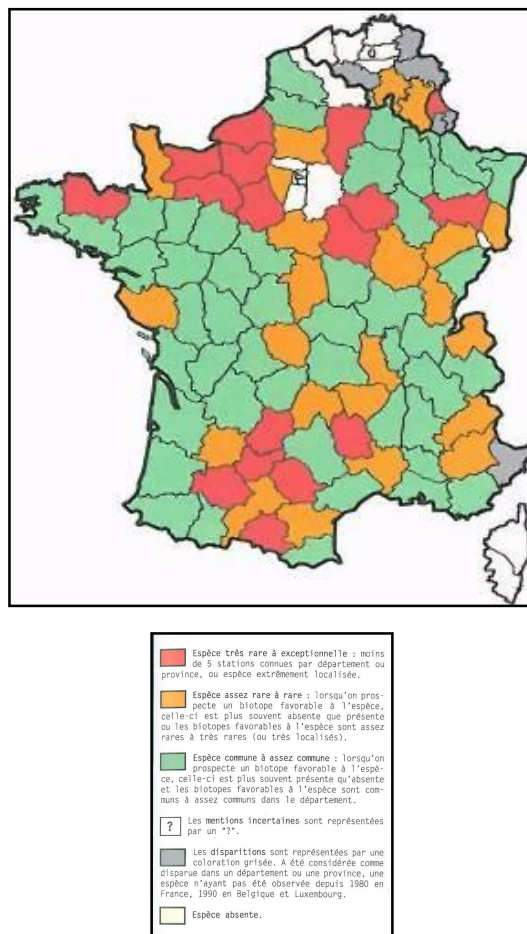 Espèce très rare à exceptionnelle : moins
de 5 stations connues par département ou
province, ou espèce extrêmement localisée.
Espèce assez rare à rare : lorsqu'on pros-
pecte un biotope favorable à l'espèce,
celle-ci est plus souvent absente que présente
ou les biotopes favorables à l'espèce sont assez
rares à très rares (ou très localisés).
Espèce commune à assez commune : lorsqu'on
prospecte un biotope favorable à l'espè-
ce, celle-ci est plus souvent présente qu'absente
et les biotopes favorables à l'espèce sont com-
muns à assez communs dans le département.
? Les mentions incertaines sont représentées
par un "?".
Les disparitions sont représentées par une
coloration grisée. A été considérée comme
disparue dans un département ou une province, une
espèce n'ayant pas été observée depuis 1980 en
France, 1990 en Belgique et Luxembourg.
Espèce absente.